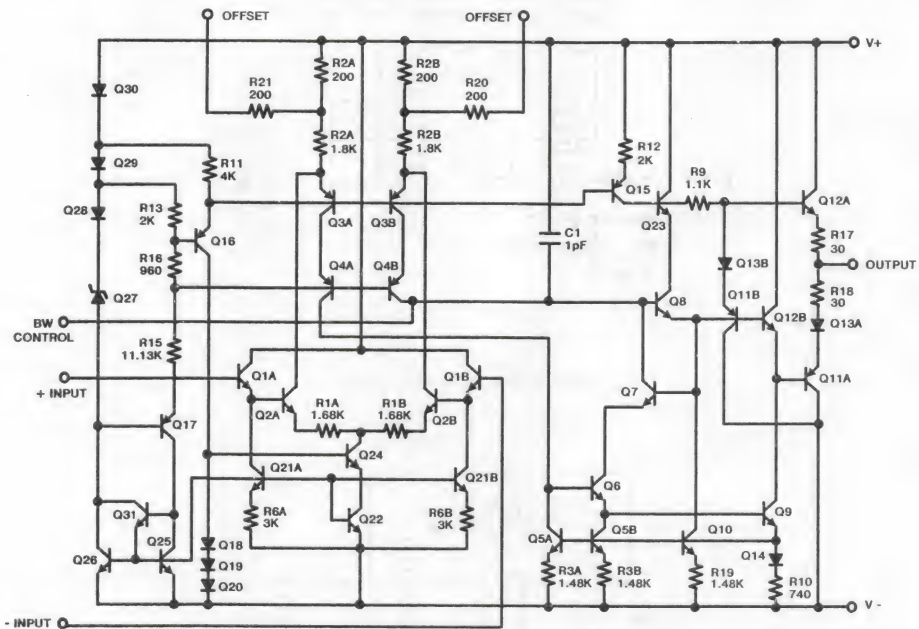 OFFSET
OFFSET
V+
R2A
200
R2B
200
R21
200
R20
200
Q30
R12
2K
R2A
1.8K
R2B
1.8K
R11
4K
Q29
R9
1.1K
Q15
Q28
R13
2K
Q12A
Q3A
Q3B
Q23
R17
30
C1
1pF
Q16
R16
960
Q13B
OUTPUT
Q4A
Q4B
R18
30
Q27
Q8
Q11B
Q12B
Q13A
BW
CONTROL
R15
11.13K
Q1A
Q1B
Q11A
+ INPUT
Q7
R1A
1.68K
R1B
1.68K
Q2A
Q2B
Q17
Q24
Q21A
Q21B
Q6
Q31
R6A
3K
Q22
R6B
3K
Q9
Q5A
Q5B
Q10
Q26
Q25
Q18
Q14
Q19
R3A
1.48K
R3B
1.48K
R19
1.48K
R10
740
Q20
V -
- INPUT